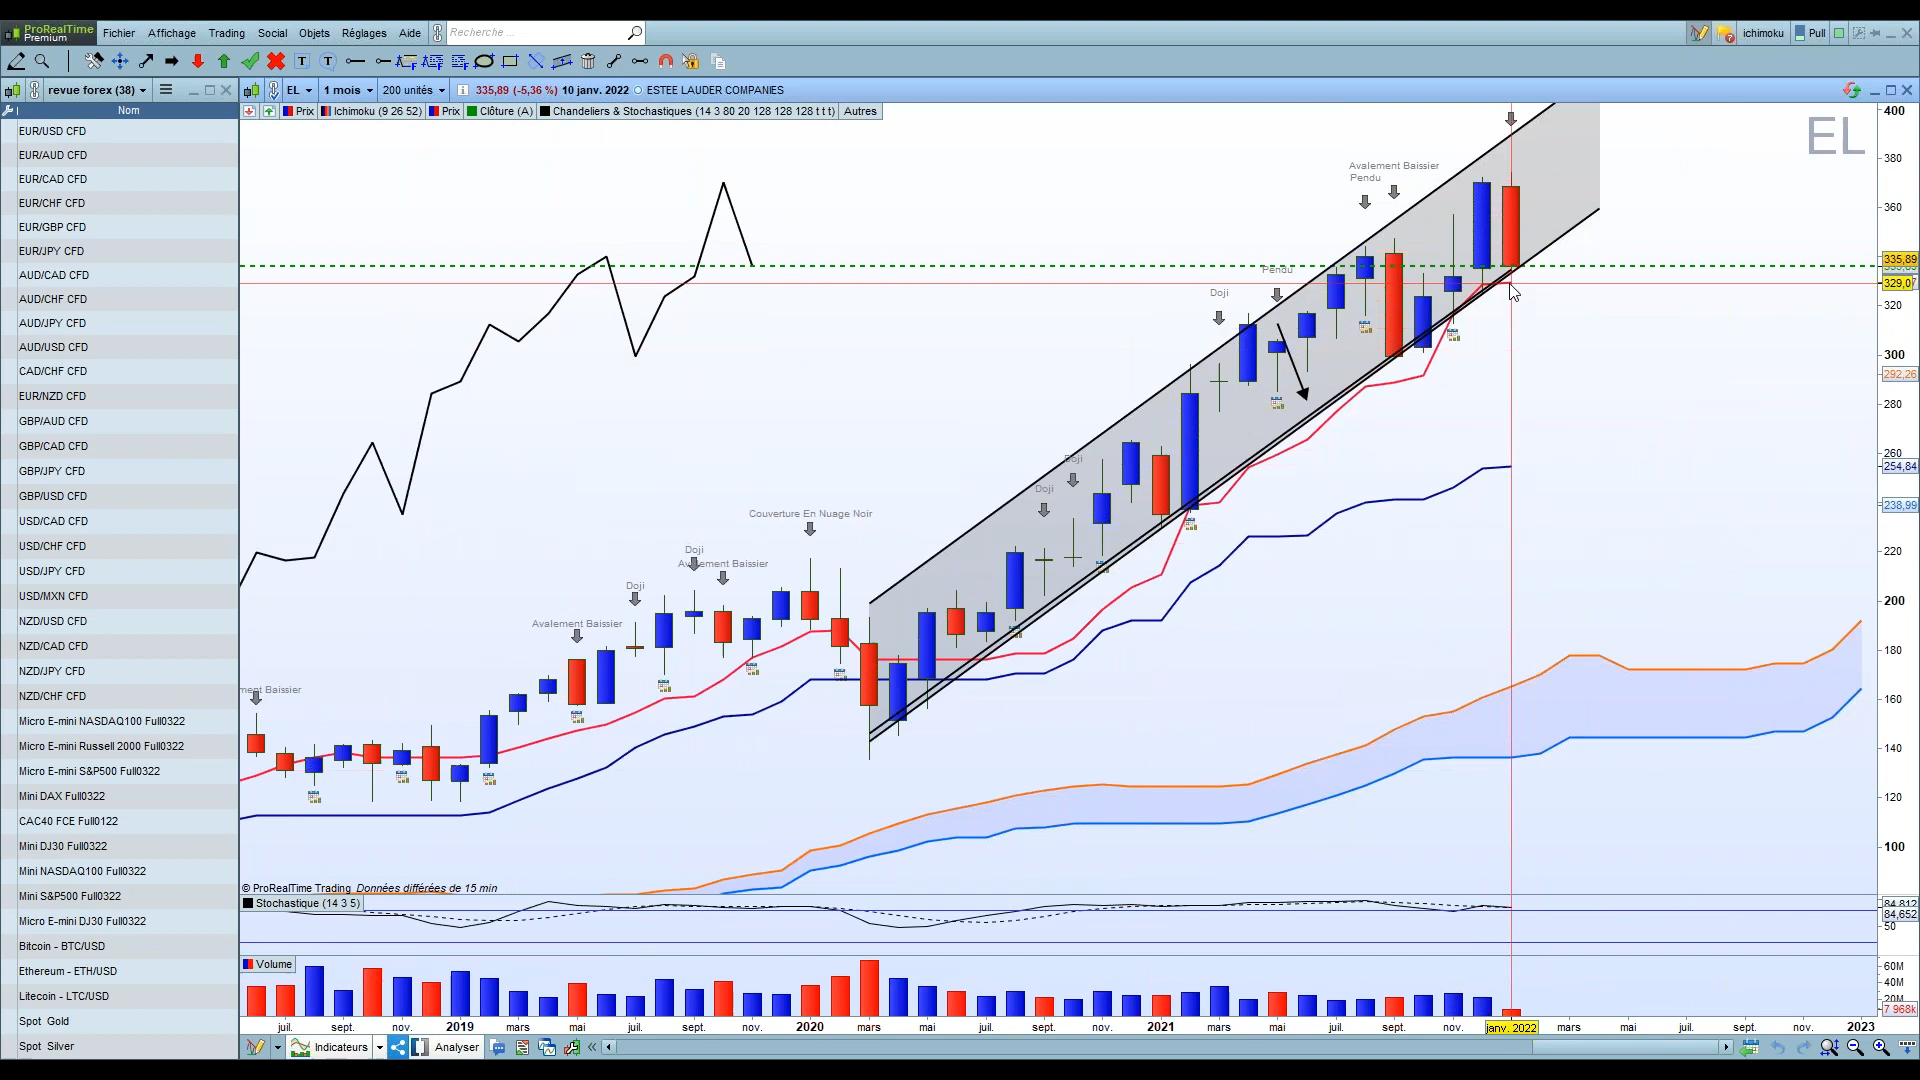 ProRealTime
Premium
Fichier Affichage Trading Social Objets Réglages Aide
Recherche ...
ichimoku
Pull
revue forex (38)
EL
1 mois
200 unités
335,89 (-5,36 %) 10 janv. 2022
ESTEE LAUDER COMPANIES
Nom
EUR/USD CFD
EUR/AUD CFD
EUR/CAD CFD
EUR/CHF CFD
EUR/GBP CFD
EUR/JPY CFD
AUD/CAD CFD
AUD/CHF CFD
AUD/JPY CFD
AUD/USD CFD
CAD/CHF CFD
EUR/NZD CFD
GBP/AUD CFD
GBP/CAD CFD
GBP/JPY CFD
GBP/USD CFD
USD/CAD CFD
USD/CHF CFD
USD/JPY CFD
USD/MXN CFD
NZD/USD CFD
NZD/CAD CFD
NZD/JPY CFD
NZD/CHF CFD
Micro E-mini NASDAQ100 Full0322
Micro E-mini Russell 2000 Full0322
Micro E-mini S&P500 Full0322
Mini DAX Full0322
CAC40 FCE Full0122
Mini DJ30 Full0322
Mini NASDAQ100 Full0322
Mini S&P500 Full0322
Micro E-mini DJ30 Full0322
Bitcoin - BTC/USD
Ethereum - ETH/USD
Litecoin - LTC/USD
Spot Gold
Spot Silver
Prix
Ichimoku (9 26 52)
Prix
Clôture (A)
Chandeliers & Stochastiques (14 3 80 20 128 128 128 t t t)
Autres
EL
Avalement Baissier
Pendu
Pendu
Doji
Doji
Doji
Couverture En Nuage Noir
Doji
Avalement Baissier
Doji
Avalement Baissier
ment Baissier
400
380
360
335,89
329,07
320
300
292,26
280
260
254,84
238,99
220
200
180
160
140
120
100
© ProRealTime Trading Données différées de 15 min
Stochastique (14 3 5)
84,812
84,652
50
Volume
60M
40M
20M
7 968k
juil. sept. nov. 2019 mars mai juil. sept. nov. 2020 mars mai juil. sept. nov. 2021 mars mai juil. sept. nov. janv. 2022 mars mai juil. sept. nov. 2023
Indicateurs
Analyser